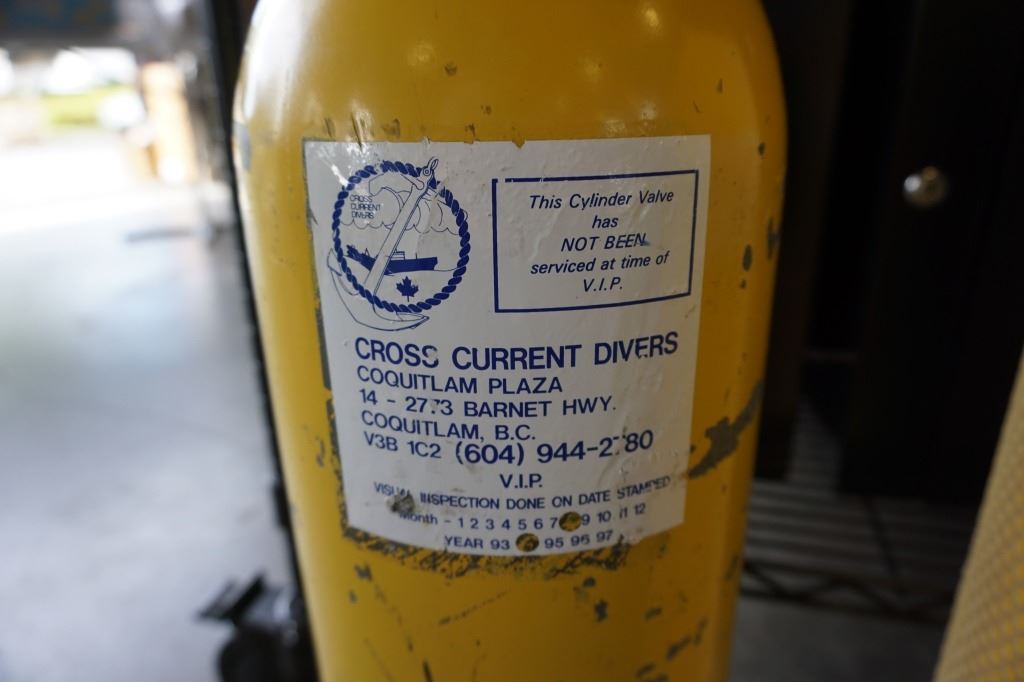 CROSS
CURRENT
DIVERS
This Cylinder Valve
has
NOT BEEN
serviced at time of
V.I.P.
CROSS CURRENT DIVERS
COQUITLAM PLAZA
14 - BARNET HWY.
COQUITLAM, B.C.
V3B 1C2 (604)
V.I.P.
VISUAL INSPECTION DONE ON DATE STAMPED
Month - 1 2 3 4 5 6 7 9 10 11 12
YEAR 93 95 96 97